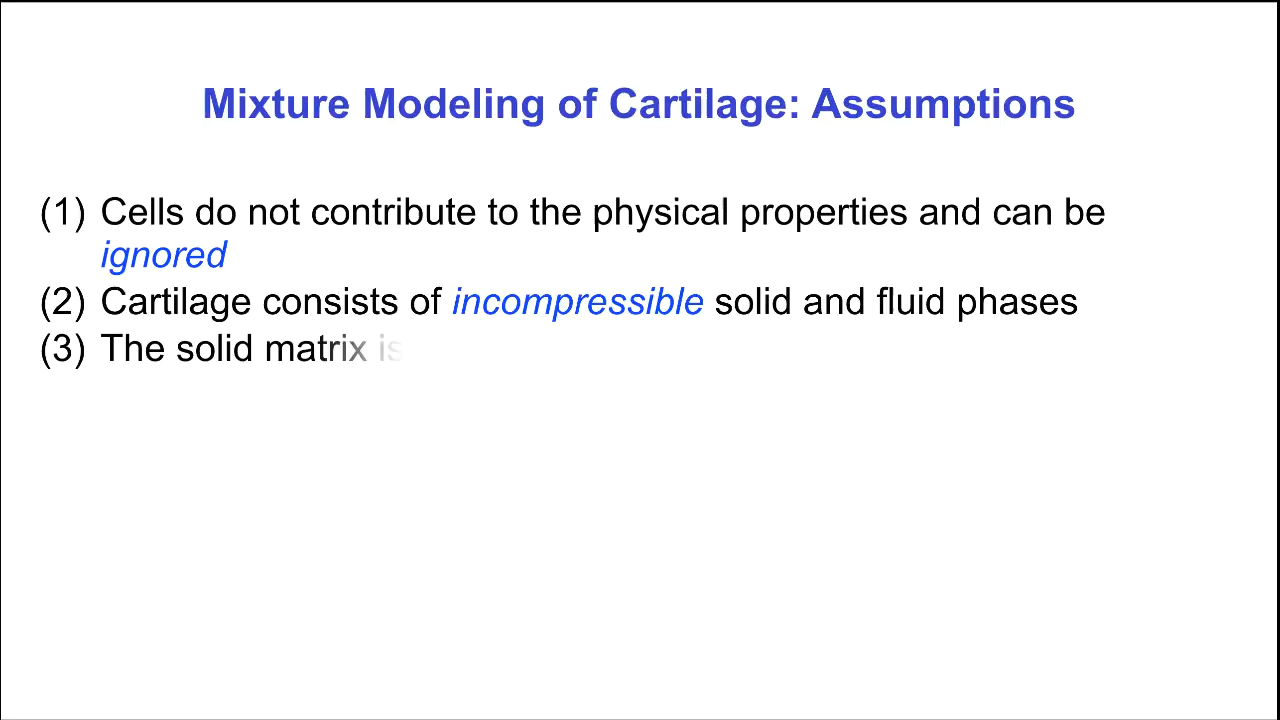 Mixture Modeling of Cartilage: Assumptions
(1) Cells do not contribute to the physical properties and can be
ignored
(2) Cartilage consists of incompressible solid and fluid phases
(3) The solid matrix is